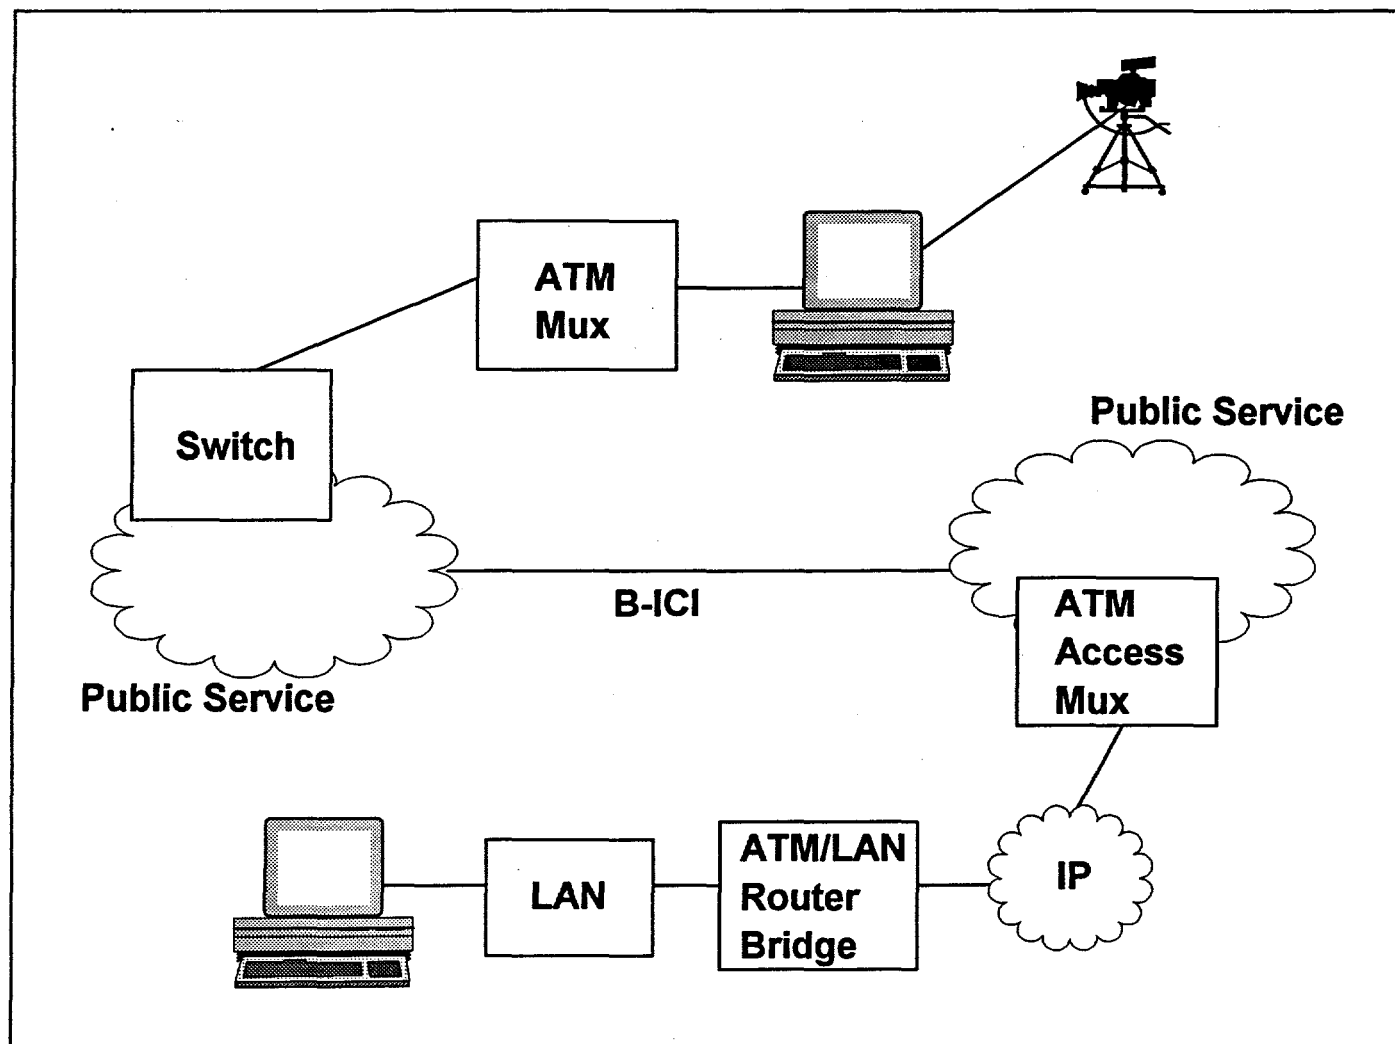 ATM
Mux
Switch
Public Service
B-ICI
ATM
Access
Mux
Public Service
ATM/LAN
Router
Bridge
LAN
IP